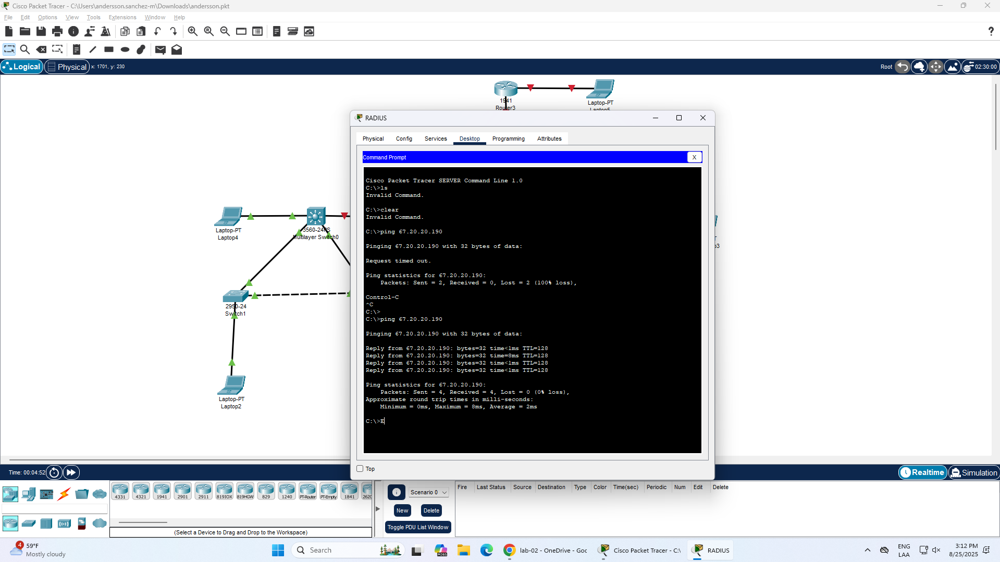 Cisco Packet Tracer - C:\Users\andersson.sanchez-m\Downloads\andersson.pkt
File Edit Options View Tools Extensions Window Help
Logical Physical x: 1701, y: 230 Root 02:30:00
1941
Router3
Laptop-PT
Laptop5
RADIUS
Physical Config Services Desktop Programming Attributes
Command Prompt X
Cisco Packet Tracer SERVER Command Line 1.0
C:\>ls
Invalid Command.
C:\>clear
Invalid Command.
C:\>ping 67.20.20.190
Pinging 67.20.20.190 with 32 bytes of data:
Request timed out.
Ping statistics for 67.20.20.190:
Packets: Sent = 2, Received = 0, Lost = 2 (100% loss),
Control-C
^C
C:\>
C:\>ping 67.20.20.190
Pinging 67.20.20.190 with 32 bytes of data:
Reply from 67.20.20.190: bytes=32 time<1ms TTL=128
Reply from 67.20.20.190: bytes=32 time=8ms TTL=128
Reply from 67.20.20.190: bytes=32 time<1ms TTL=128
Reply from 67.20.20.190: bytes=32 time<1ms TTL=128
Ping statistics for 67.20.20.190:
Packets: Sent = 4, Received = 4, Lost = 0 (0% loss),
Approximate round trip times in milli-seconds:
Minimum = 0ms, Maximum = 8ms, Average = 2ms
C:\>E
Top
Laptop-PT
Laptop4
3560-24PS
Multilayer Switch0
2950-24
Switch1
Laptop-PT
Laptop2
Time: 00:04:52 Realtime Simulation
4331 4321 1941 2901 2911 819IOX 819HGW 829 1240 PT-Router PT-Empty 1841 2620
(Select a Device to Drag and Drop to the Workspace)
Scenario 0
New Delete
Toggle PDU List Window
Fire Last Status Source Destination Type Color Time(sec) Periodic Num Edit Delete
4 59°F
Mostly cloudy
Search
M365
lab-02 - OneDrive - Goc
Cisco Packet Tracer - C:\
RADIUS
ENG
LAA
3:12 PM
8/25/2025